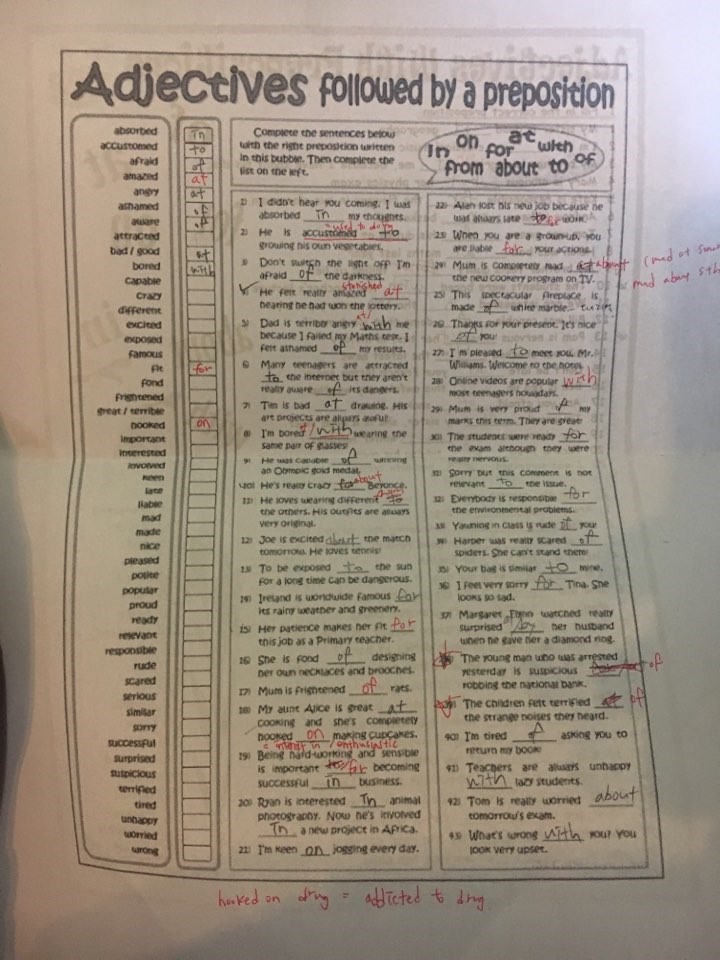 Adjectives followed by a preposition
absorbed in
accustomed to
afraid of
amazed at
angry at
ashamed of
aware of
attracted
bad / good at
bored with
capable
crazy
different
excited
exposed
famous
fit for
fond
frightened
great / terrible
hooked on
important
interested
involved
keen
late
liable
mad
made
nice
pleased
polite
popular
proud
ready
relevant
responsible
rude
scared
serious
similar
sorry
successful
surprised
suspicious
terrified
tired
unhappy
worried
wrong
Complete the sentences below
with the right preposition written
in this bubble. Then complete the
list on the left.
in on at with
for
from about to of
1) I didn't hear you coming. I was
absorbed in my thoughts.
2) He is accustomed to
growing his own vegetables.
3) Don't switch the light off I'm
afraid of the darkness.
4) He felt really amazed at
hearing he had won the lottery.
5) Dad is terribly angry at/ with me
because I failed my Maths test. I
felt ashamed of my results.
6) Many teenagers are attracted
to the internet but they aren't
really aware of its dangers.
7) Tim is bad at drawing. His
art projects are always awful!
8) I'm bored with wearing the
same pair of glasses!
9) He was capable of winning
an Olympic gold medal.
10) He's really crazy for about Beyonce.
11) He loves wearing different to
the others. His outfits are always
very original.
12) Joe is excited about the match
tomorrow. He loves tennis!
13) To be exposed to the sun
for a long time can be dangerous.
14) Ireland is worldwide famous for
its rainy weather and greenery.
15) Her patience makes her fit for
this job as a Primary teacher.
16) She is fond of designing
her own necklaces and brooches.
17) Mum is frightened of rats.
18) My aunt Alice is great at
cooking and she's completely
hooked on making cupcakes.
= interest in / enthusiastic
19) Being hard-working and sensible
is important to/for becoming
successful in business.
20) Ryan is interested in animal
photography. Now he's involved
in a new project in Africa.
21) I'm keen on jogging every day.
22) Alan lost his new job because he
was always late to for work.
23) When you are a grown-up, you
are liable for your actions.
24) Mum is completely mad at about
the new cookery program on TV.
mad about sth
25) This spectacular fireplace is
made of white marble.
26) Thanks for your present. It's nice
of you!
27) I'm pleased to meet you, Mr.
Williams. Welcome to the hotel.
28) Online videos are popular with
most teenagers nowadays.
29) Mum is very proud of my
marks this term. They are great!
30) The students were ready for
the exam although they were
really nervous.
31) Sorry but this comment is not
relevant to the issue.
32) Everybody is responsible for
the environmental problems.
33) Yawning in class is rude of you!
34) Harper was really scared of
spiders. She can't stand them!
35) Your bag is similar to mine.
36) I feel very sorry for Tina. She
looks so sad.
37) Margaret Flynn watched really
surprised by her husband
when he gave her a diamond ring.
The young man who was arrested
yesterday is suspicious of
robbing the national bank.
The children felt terrified at of
the strange noises they heard.
40) I'm tired of asking you to
return my book!
41) Teachers are always unhappy
with lazy students.
42) Tom is really worried about
tomorrow's exam.
43) What's wrong with you? You
look very upset.
hooked on drug = addicted to drug